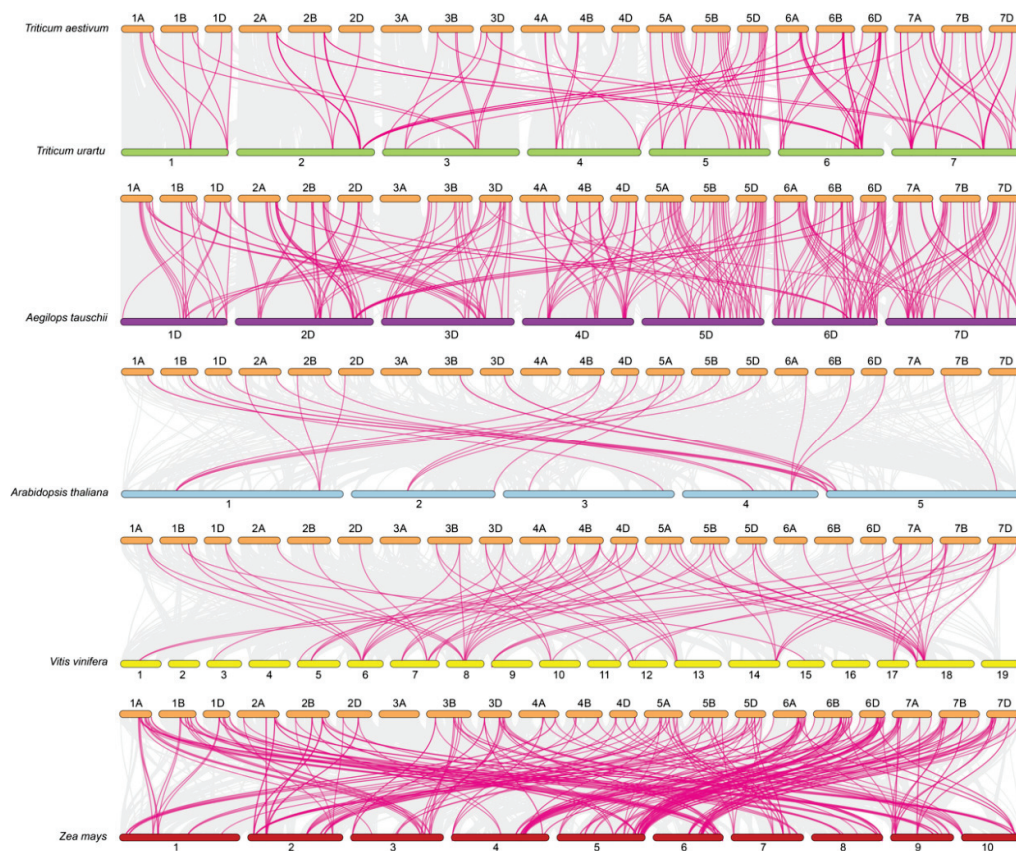 1A 1B 1D 2A 2B 2D 3A 3B 3D 4A 4B 4D 5A 5B 5D 6A 6B 6D 7A 7B 7D
Triticum aestivum
Triticum urartu
1 2 3 4 5 6 7
1A 1B 1D 2A 2B 2D 3A 3B 3D 4A 4B 4D 5A 5B 5D 6A 6B 6D 7A 7B 7D
Aegilops tauschii
1D 2D 3D 4D 5D 6D 7D
1A 1B 1D 2A 2B 2D 3A 3B 3D 4A 4B 4D 5A 5B 5D 6A 6B 6D 7A 7B 7D
Arabidopsis thaliana
1 2 3 4 5
1A 1B 1D 2A 2B 2D 3A 3B 3D 4A 4B 4D 5A 5B 5D 6A 6B 6D 7A 7B 7D
Vitis vinifera
1 2 3 4 5 6 7 8 9 10 11 12 13 14 15 16 17 18 19
1A 1B 1D 2A 2B 2D 3A 3B 3D 4A 4B 4D 5A 5B 5D 6A 6B 6D 7A 7B 7D
Zea mays
1 2 3 4 5 6 7 8 9 10